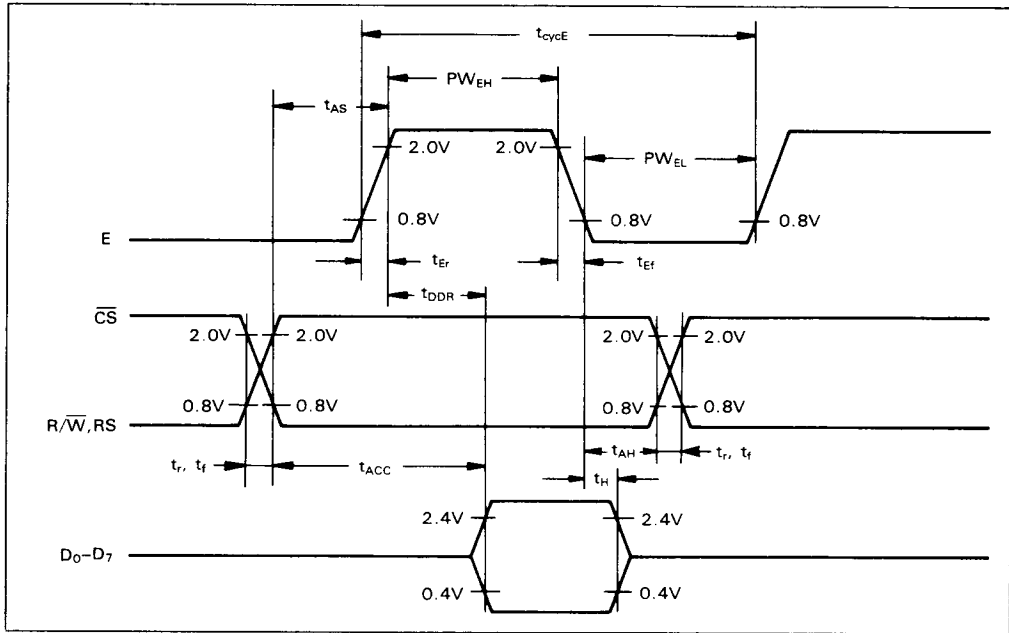 tcycE
PWEH
tAS
2.0V 2.0V
PWEL
0.8V 0.8V 0.8V
E
tEr tEf
tDDR
C̅S̅
2.0V 2.0V 2.0V 2.0V
0.8V 0.8V 0.8V 0.8V
R/W̅,RS
tr, tf tACC tAH tr, tf
tH
2.4V 2.4V
D0–D7
0.4V 0.4V